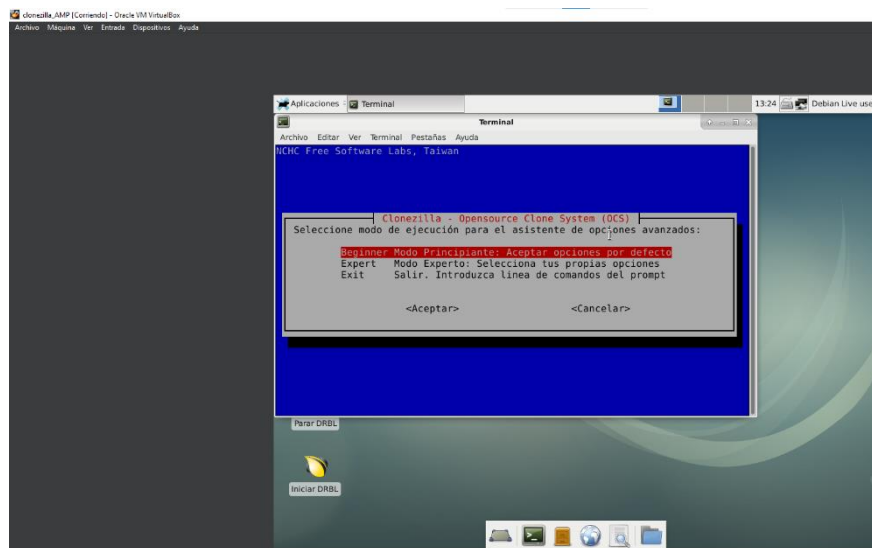 clonezilla_AMP [Corriendo] - Oracle VM VirtualBox
Archivo Máquina Ver Entrada Dispositivos Ayuda
Aplicaciones Terminal 13:24 Debian Live use
Terminal
Archivo Editar Ver Terminal Pestañas Ayuda
NCHC Free Software Labs, Taiwan
Clonezilla - Opensource Clone System (OCS)
Seleccione modo de ejecución para el asistente de opciones avanzados:
Beginner Modo Principiante: Aceptar opciones por defecto
Expert Modo Experto: Selecciona tus propias opciones
Exit Salir. Introduzca linea de comandos del prompt
<Aceptar> <Cancelar>
Parar DRBL
Iniciar DRBL